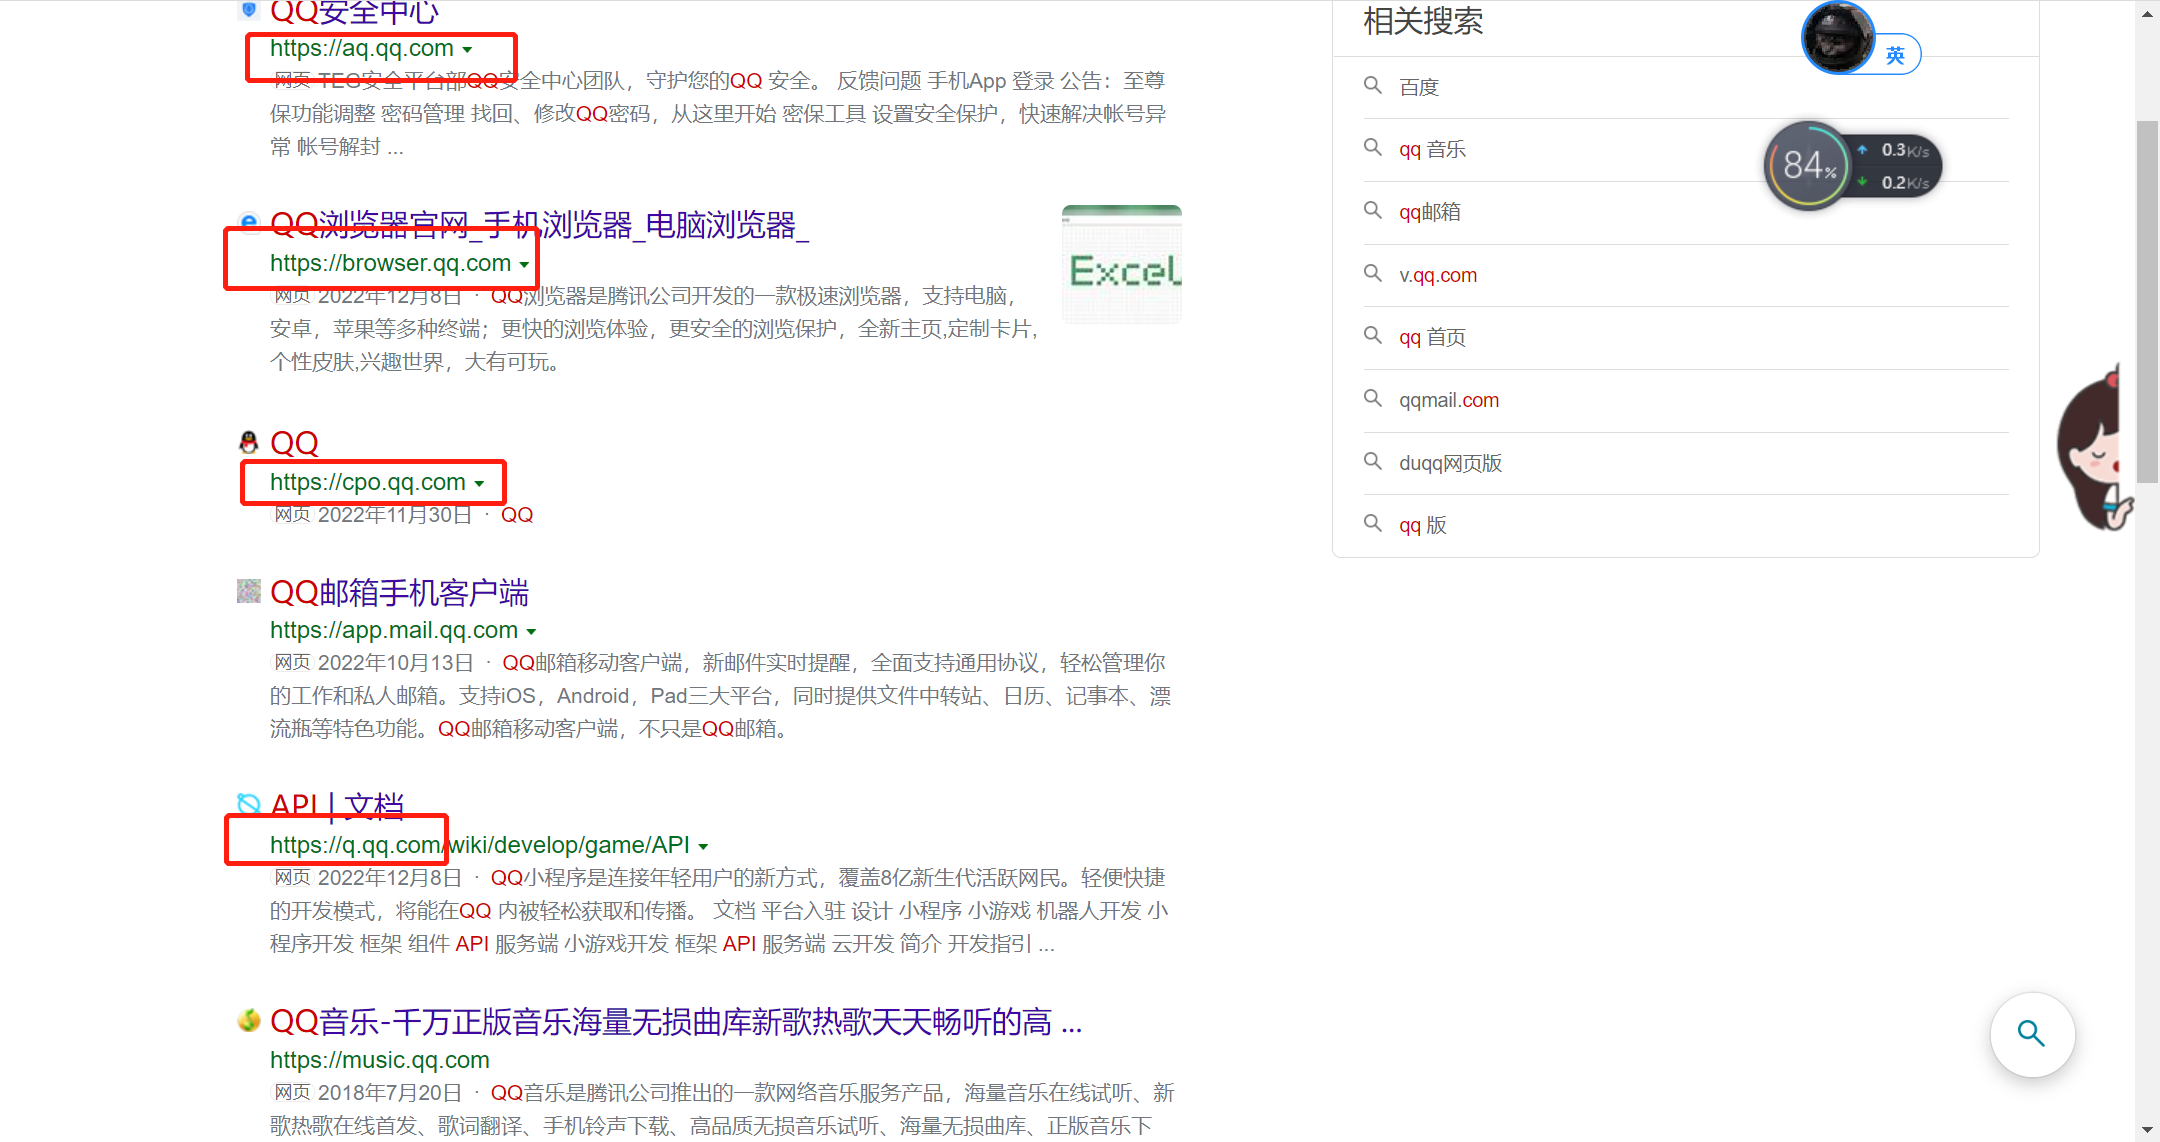 QQ安全中心
https://aq.qq.com
网页 TEG安全平台部QQ安全中心团队，守护您的QQ 安全。 反馈问题 手机App 登录 公告：至尊
保功能调整 密码管理 找回、修改QQ密码，从这里开始 密保工具 设置安全保护，快速解决帐号异
常 帐号解封 ...
QQ浏览器官网_手机浏览器_电脑浏览器_
https://browser.qq.com
网页 2022年12月8日 · QQ浏览器是腾讯公司开发的一款极速浏览器，支持电脑，
安卓，苹果等多种终端；更快的浏览体验，更安全的浏览保护，全新主页,定制卡片,
个性皮肤,兴趣世界，大有可玩。
Excel
QQ
https://cpo.qq.com
网页 2022年11月30日 · QQ
QQ邮箱手机客户端
https://app.mail.qq.com
网页 2022年10月13日 · QQ邮箱移动客户端，新邮件实时提醒，全面支持通用协议，轻松管理你
的工作和私人邮箱。支持iOS，Android，Pad三大平台，同时提供文件中转站、日历、记事本、漂
流瓶等特色功能。QQ邮箱移动客户端，不只是QQ邮箱。
API | 文档
https://q.qq.com/wiki/develop/game/API
网页 2022年12月8日 · QQ小程序是连接年轻用户的新方式，覆盖8亿新生代活跃网民。轻便快捷
的开发模式，将能在QQ 内被轻松获取和传播。 文档 平台入驻 设计 小程序 小游戏 机器人开发 小
程序开发 框架 组件 API 服务端 小游戏开发 框架 API 服务端 云开发 简介 开发指引 ...
QQ音乐-千万正版音乐海量无损曲库新歌热歌天天畅听的高 ...
https://music.qq.com
网页 2018年7月20日 · QQ音乐是腾讯公司推出的一款网络音乐服务产品，海量音乐在线试听、新
歌热歌在线首发、歌词翻译、手机铃声下载、高品质无损音乐试听、海量无损曲库、正版音乐下
相关搜索
百度
qq 音乐
qq邮箱
v.qq.com
qq 首页
qqmail.com
duqq网页版
qq 版
英
84%
0.3K/s
0.2K/s